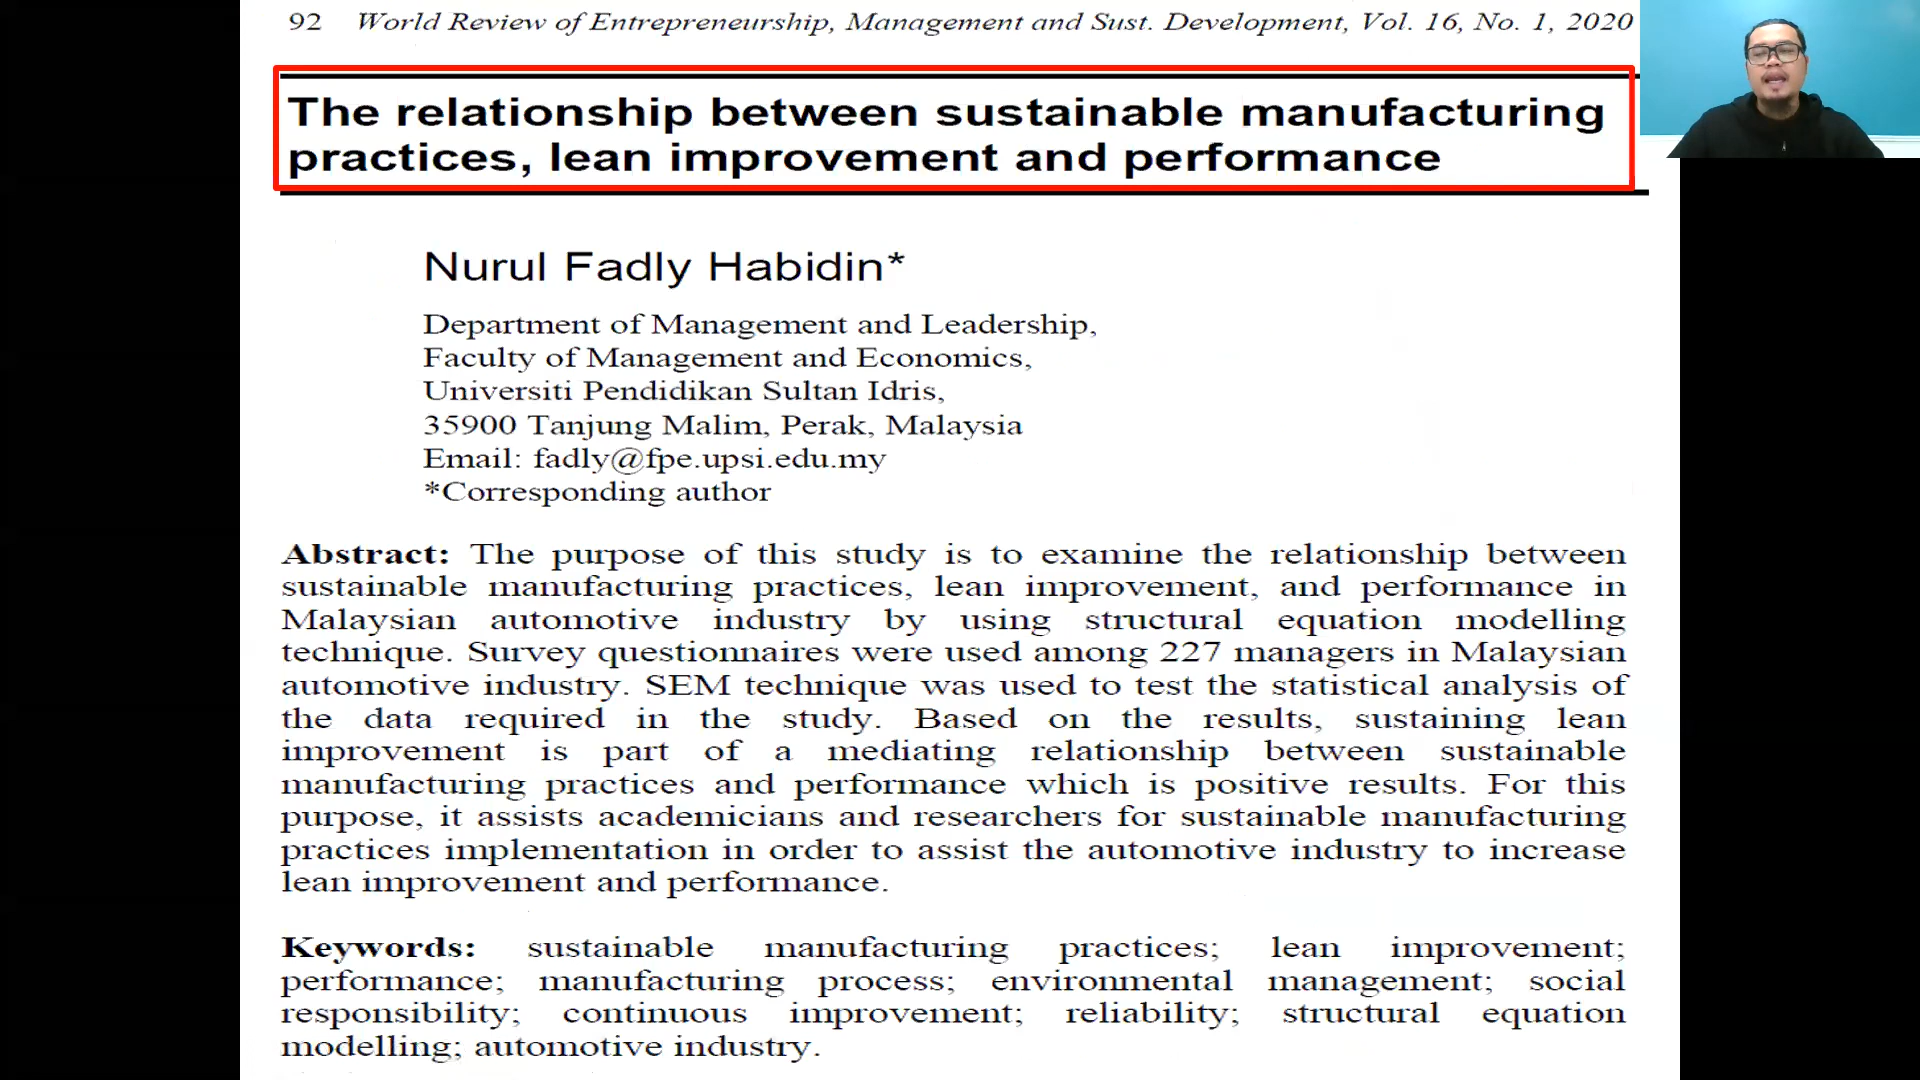 92 World Review of Entrepreneurship, Management and Sust. Development, Vol. 16, No. 1, 2020
The relationship between sustainable manufacturing
practices, lean improvement and performance
Nurul Fadly Habidin*
Department of Management and Leadership,
Faculty of Management and Economics,
Universiti Pendidikan Sultan Idris,
35900 Tanjung Malim, Perak, Malaysia
Email: fadly@fpe.upsi.edu.my
*Corresponding author
Abstract: The purpose of this study is to examine the relationship between
sustainable manufacturing practices, lean improvement, and performance in
Malaysian automotive industry by using structural equation modelling
technique. Survey questionnaires were used among 227 managers in Malaysian
automotive industry. SEM technique was used to test the statistical analysis of
the data required in the study. Based on the results, sustaining lean
improvement is part of a mediating relationship between sustainable
manufacturing practices and performance which is positive results. For this
purpose, it assists academicians and researchers for sustainable manufacturing
practices implementation in order to assist the automotive industry to increase
lean improvement and performance.
Keywords: sustainable manufacturing practices; lean improvement;
performance; manufacturing process; environmental management; social
responsibility; continuous improvement; reliability; structural equation
modelling; automotive industry.